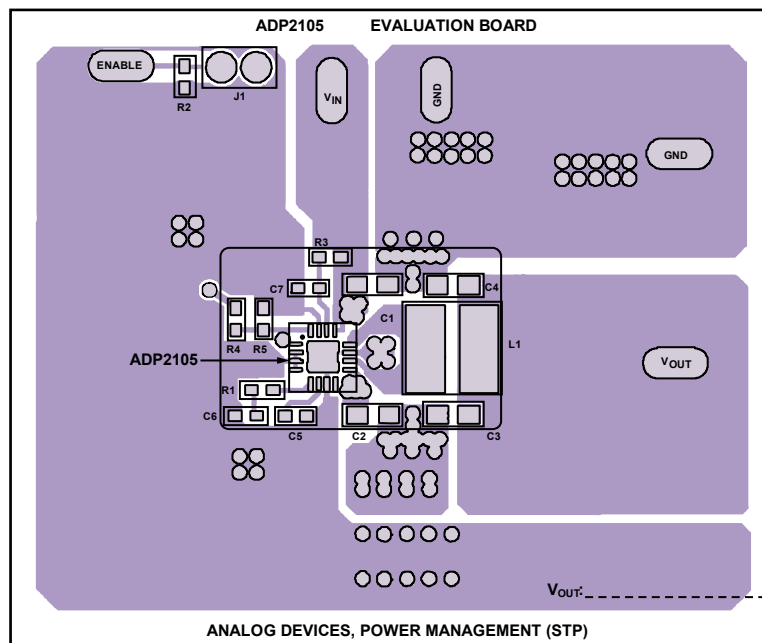 ADP2105 EVALUATION BOARD
ENABLE
R2
J1
VIN
GND
GND
R3
C7
C1
C4
R4
R5
L1
ADP2105
VOUT
R1
C6
C5
C2
C3
VOUT:
ANALOG DEVICES, POWER MANAGEMENT (STP)